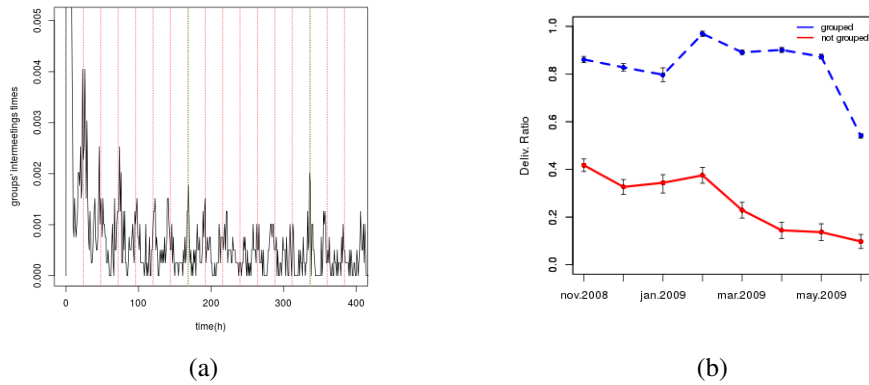 groups' intermeetings times
0.000
0.001
0.002
0.003
0.004
0.005
0
100
200
300
400
time(h)
(a)
Deliv. Ratio
0.0
0.2
0.4
0.6
0.8
1.0
grouped
not grouped
nov.2008
jan.2009
mar.2009
may.2009
(b)